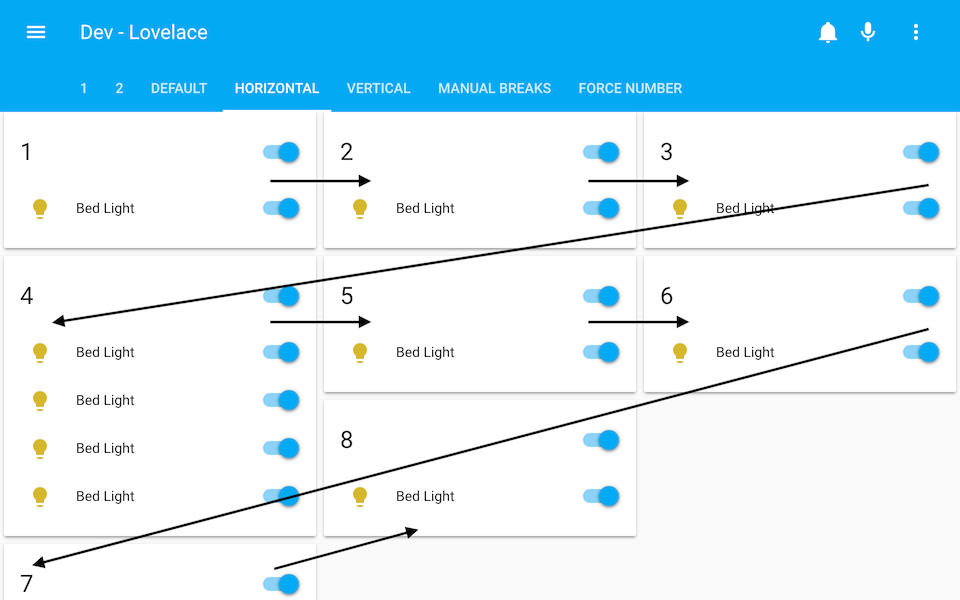 Dev - Lovelace
1 2 DEFAULT HORIZONTAL VERTICAL MANUAL BREAKS FORCE NUMBER
1
Bed Light
2
Bed Light
3
Bed Light
4
Bed Light
Bed Light
Bed Light
Bed Light
5
Bed Light
6
Bed Light
7
8
Bed Light